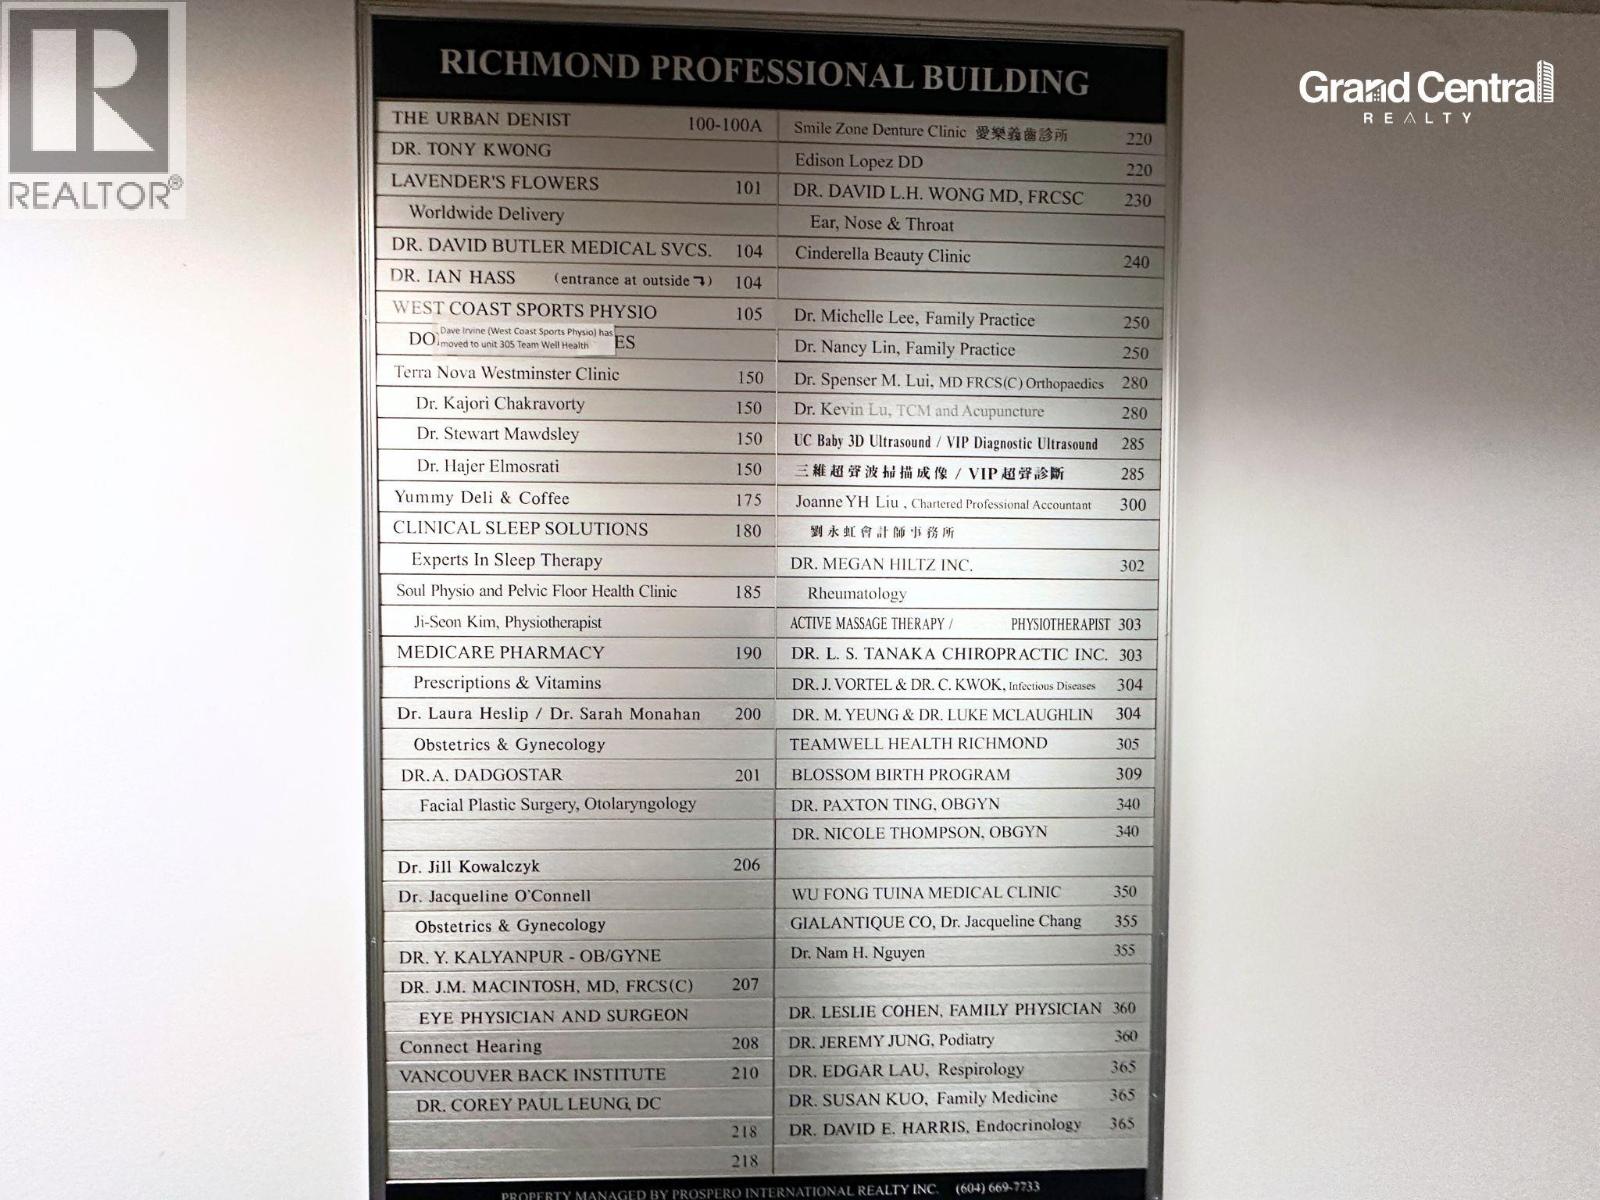 REALTOR®
Grand Central
REALTY
RICHMOND PROFESSIONAL BUILDING
THE URBAN DENIST 100-100A
DR. TONY KWONG
LAVENDER'S FLOWERS 101
Worldwide Delivery
DR. DAVID BUTLER MEDICAL SVCS. 104
DR. IAN HASS (entrance at outside ) 104
WEST COAST SPORTS PHYSIO 105
DO ES
Dave Irvine (West Coast Sports Physio) has
moved to unit 305 Team Well Health
Terra Nova Westminster Clinic 150
Dr. Kajori Chakravorty 150
Dr. Stewart Mawdsley 150
Dr. Hajer Elmosrati 150
Yummy Deli & Coffee 175
CLINICAL SLEEP SOLUTIONS 180
Experts In Sleep Therapy
Soul Physio and Pelvic Floor Health Clinic 185
Ji-Seon Kim, Physiotherapist
MEDICARE PHARMACY 190
Prescriptions & Vitamins
Dr. Laura Heslip / Dr. Sarah Monahan 200
Obstetrics & Gynecology
DR.A. DADGOSTAR 201
Facial Plastic Surgery, Otolaryngology
Dr. Jill Kowalczyk 206
Dr. Jacqueline O'Connell
Obstetrics & Gynecology
DR. Y. KALYANPUR - OB/GYNE
DR. J.M. MACINTOSH, MD, FRCS(C) 207
EYE PHYSICIAN AND SURGEON
Connect Hearing 208
VANCOUVER BACK INSTITUTE 210
DR. COREY PAUL LEUNG, DC
218
218
Smile Zone Denture Clinic 愛樂義齒診所 220
Edison Lopez DD 220
DR. DAVID L.H. WONG MD, FRCSC 230
Ear, Nose & Throat
Cinderella Beauty Clinic 240
Dr. Michelle Lee, Family Practice 250
Dr. Nancy Lin, Family Practice 250
Dr. Spenser M. Lui, MD FRCS(C) Orthopaedics 280
Dr. Kevin Lu, TCM and Acupuncture 280
UC Baby 3D Ultrasound / VIP Diagnostic Ultrasound 285
三維超聲波掃描成像 / VIP 超聲診斷 285
Joanne YH Liu , Chartered Professional Accountant 300
劉永虹會計師事務所
DR. MEGAN HILTZ INC. 302
Rheumatology
ACTIVE MASSAGE THERAPY / PHYSIOTHERAPIST 303
DR. L. S. TANAKA CHIROPRACTIC INC. 303
DR. J. VORTEL & DR. C. KWOK, Infectious Diseases 304
DR. M. YEUNG & DR. LUKE MCLAUGHLIN 304
TEAMWELL HEALTH RICHMOND 305
BLOSSOM BIRTH PROGRAM 309
DR. PAXTON TING, OBGYN 340
DR. NICOLE THOMPSON, OBGYN 340
WU FONG TUINA MEDICAL CLINIC 350
GIALANTIQUE CO, Dr. Jacqueline Chang 355
Dr. Nam H. Nguyen 355
DR. LESLIE COHEN, FAMILY PHYSICIAN 360
DR. JEREMY JUNG, Podiatry 360
DR. EDGAR LAU, Respirology 365
DR. SUSAN KUO, Family Medicine 365
DR. DAVID E. HARRIS, Endocrinology 365
PROPERTY MANAGED BY PROSPERO INTERNATIONAL REALTY INC. (604) 669-7733